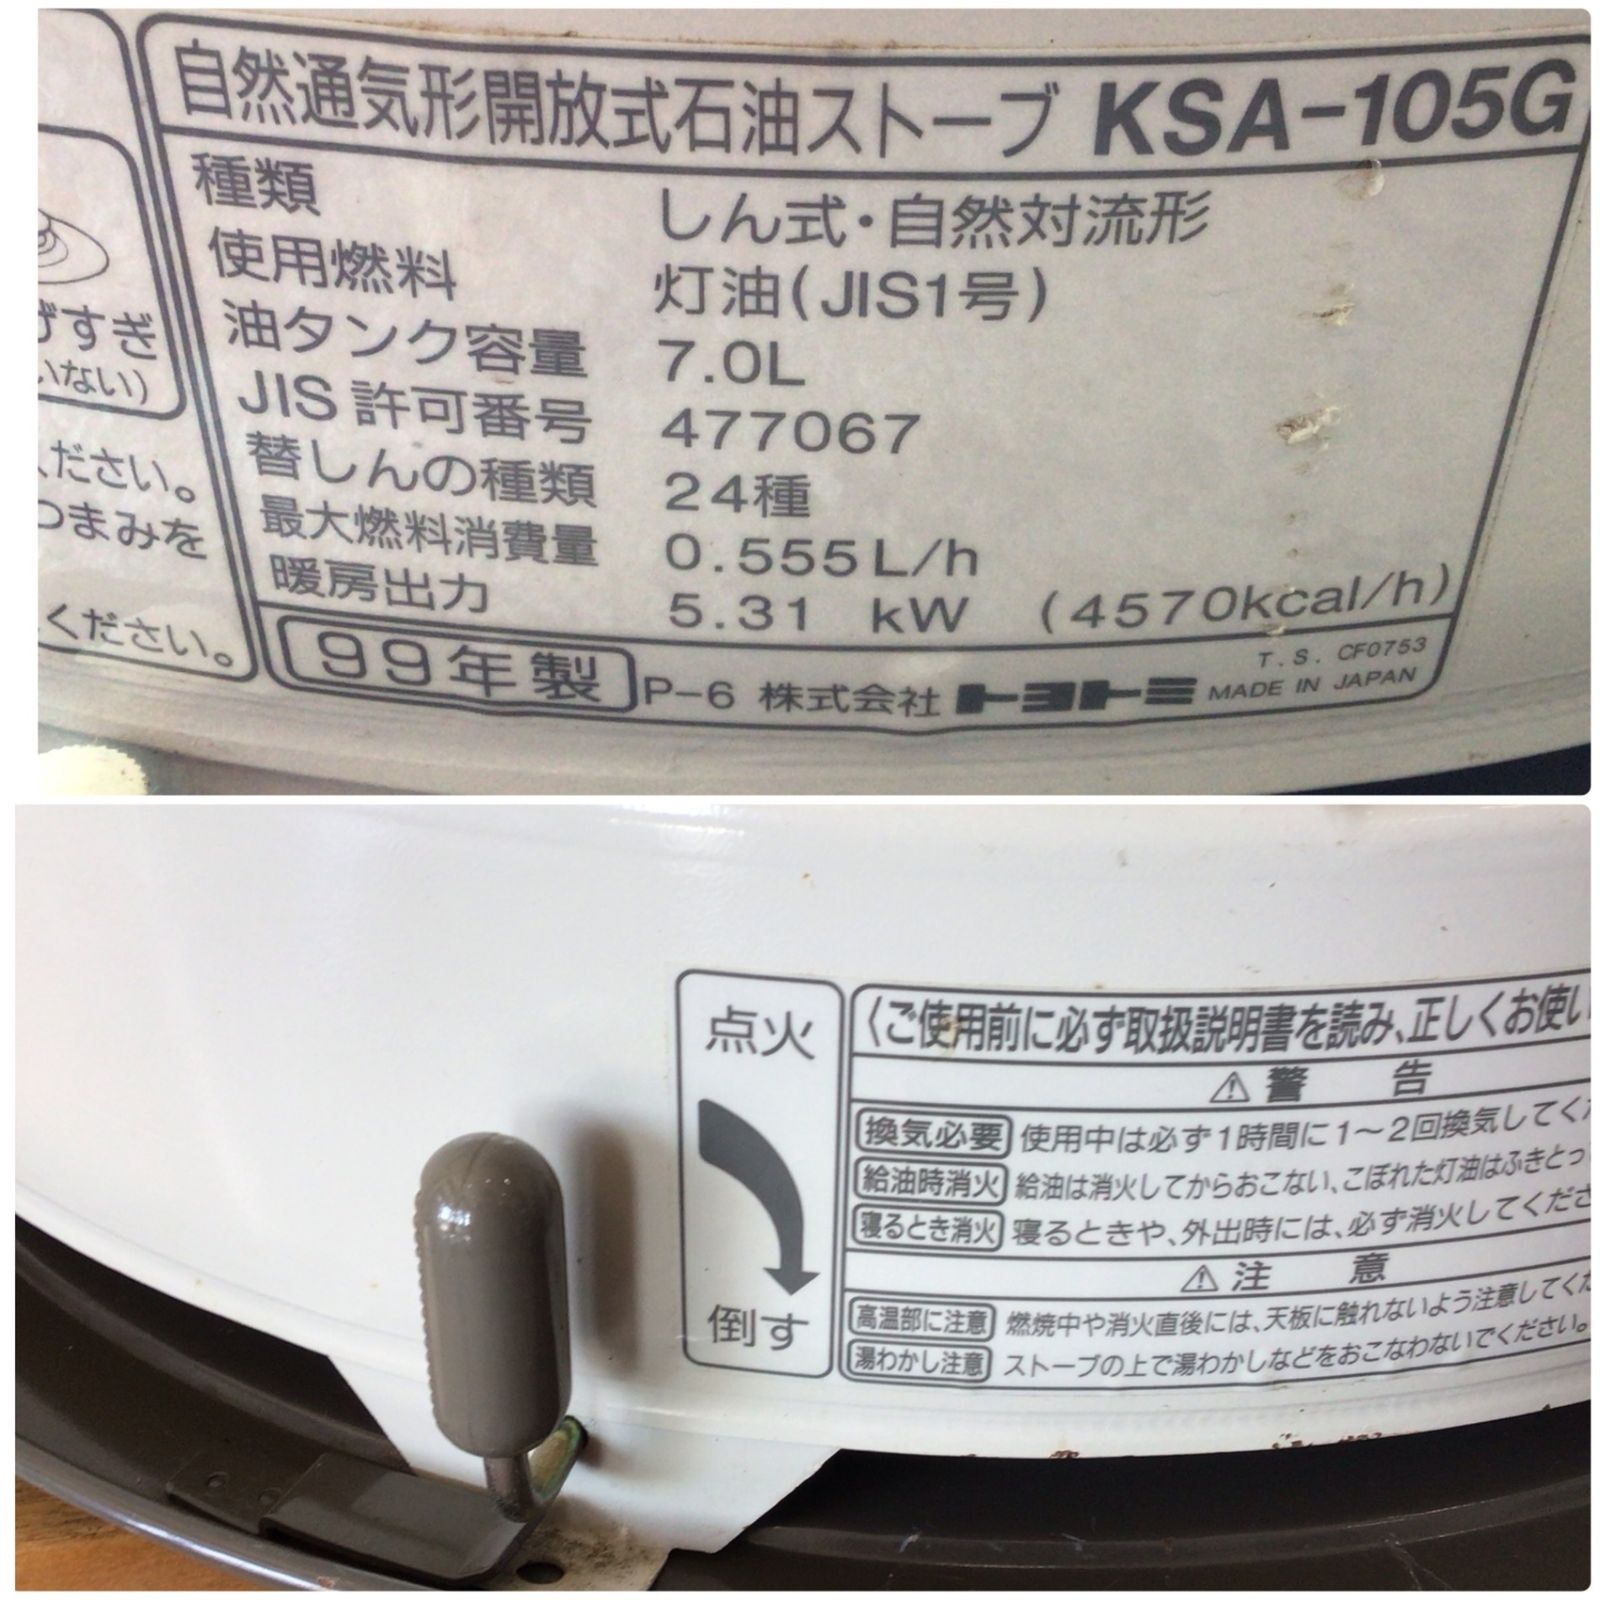 自然通気形開放式石油ストーブ KSA-105G
種類 しん式・自然対流形
使用燃料 灯油(JIS1号)
油タンク容量 7.0L
JIS許可番号 477067
替しんの種類 24種
最大燃料消費量 0.555L/h
暖房出力 5.31 kW (4570kcal/h)
99年製 P-6 株式会社トヨトミ T.S. CF0753
MADE IN JAPAN
げすぎ
いない)
ください。
つまみを
ください。
点火
倒す
〈ご使用前に必ず取扱説明書を読み、正しくお使い
⚠警 告
換気必要 使用中は必ず1時間に1〜2回換気してくだ
給油時消火 給油は消火してからおこない、こぼれた灯油はふきとっ
寝るとき消火 寝るときや、外出時には、必ず消火してくださ
⚠注 意
高温部に注意 燃焼中や消火直後には、天板に触れないよう注意してくだ
湯わかし注意 ストーブの上で湯わかしなどをおこなわないでください。